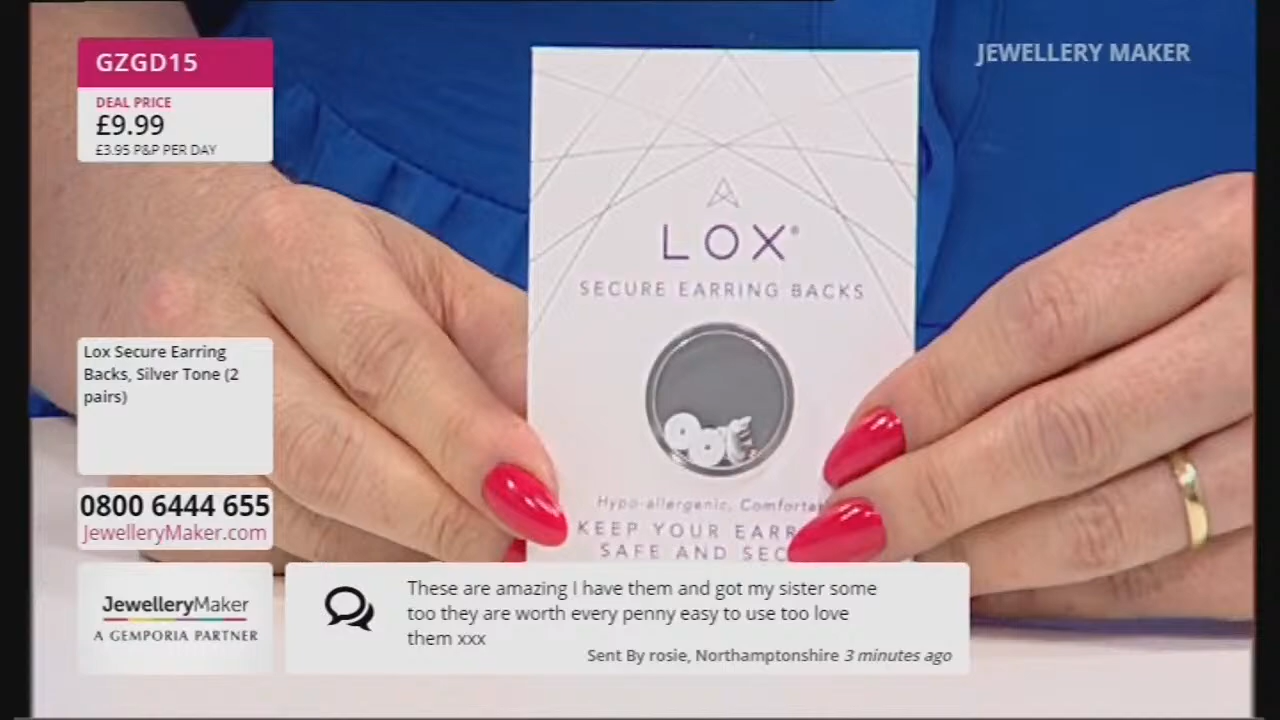 GZGD15
DEAL PRICE
£9.99
£3.95 P&P PER DAY
JEWELLERY MAKER
LOX®
SECURE EARRING BACKS
Hypo-allergenic,
KEEP YOUR
SAFE AND
Lox Secure Earring
Backs, Silver Tone (2
pairs)
0800 6444 655
JewelleryMaker.com
JewelleryMaker
A GEMPORIA PARTNER
These are amazing I have them and got my sister some
too they are worth every penny easy to use too love
them xxx
Sent By rosie, Northamptonshire 3 minutes ago